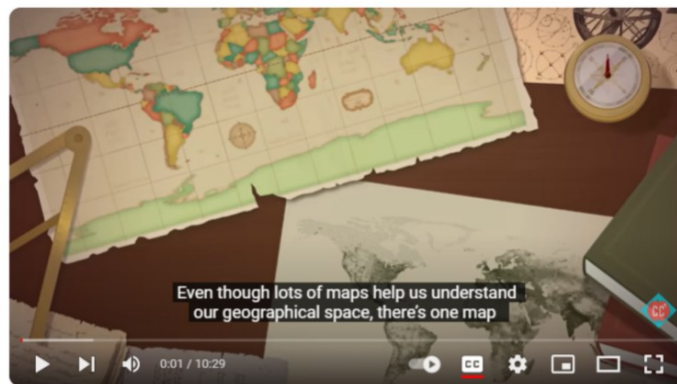 Even though lots of maps help us understand
our geographical space, there's one map
CC
0:01 / 10:29
CC